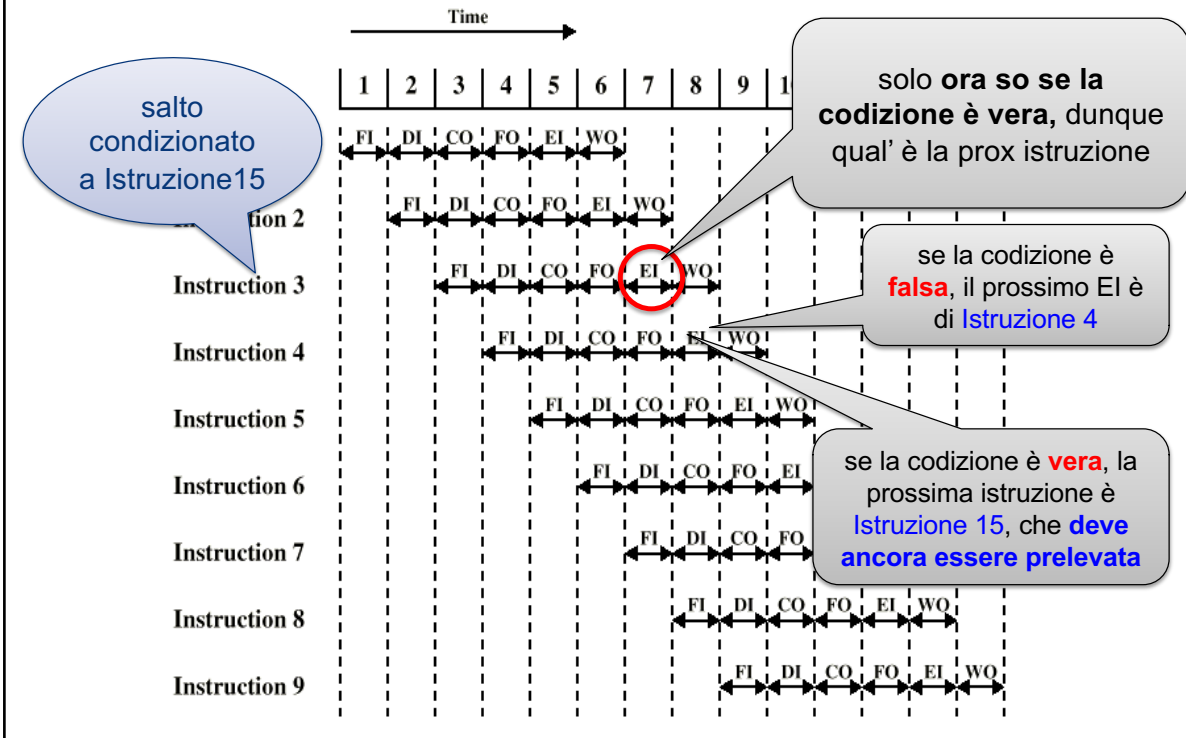 Time
1 2 3 4 5 6 7 8 9
salto
condizionato
a Istruzione15
solo ora so se la
codizione è vera, dunque
qual' è la prox istruzione
FI DI CO FO EI WO
ction 2 FI DI CO FO EI WO
Instruction 3 FI DI CO FO EI WO
se la codizione è
falsa, il prossimo EI è
di Istruzione 4
Instruction 4 FI DI CO FO EI WO
Instruction 5 FI DI CO FO EI WO
se la codizione è vera, la
prossima istruzione è
Istruzione 15, che deve
ancora essere prelevata
Instruction 6 FI DI CO FO EI
Instruction 7 FI DI CO FO
Instruction 8 FI DI CO FO EI WO
Instruction 9 FI DI CO FO EI WO